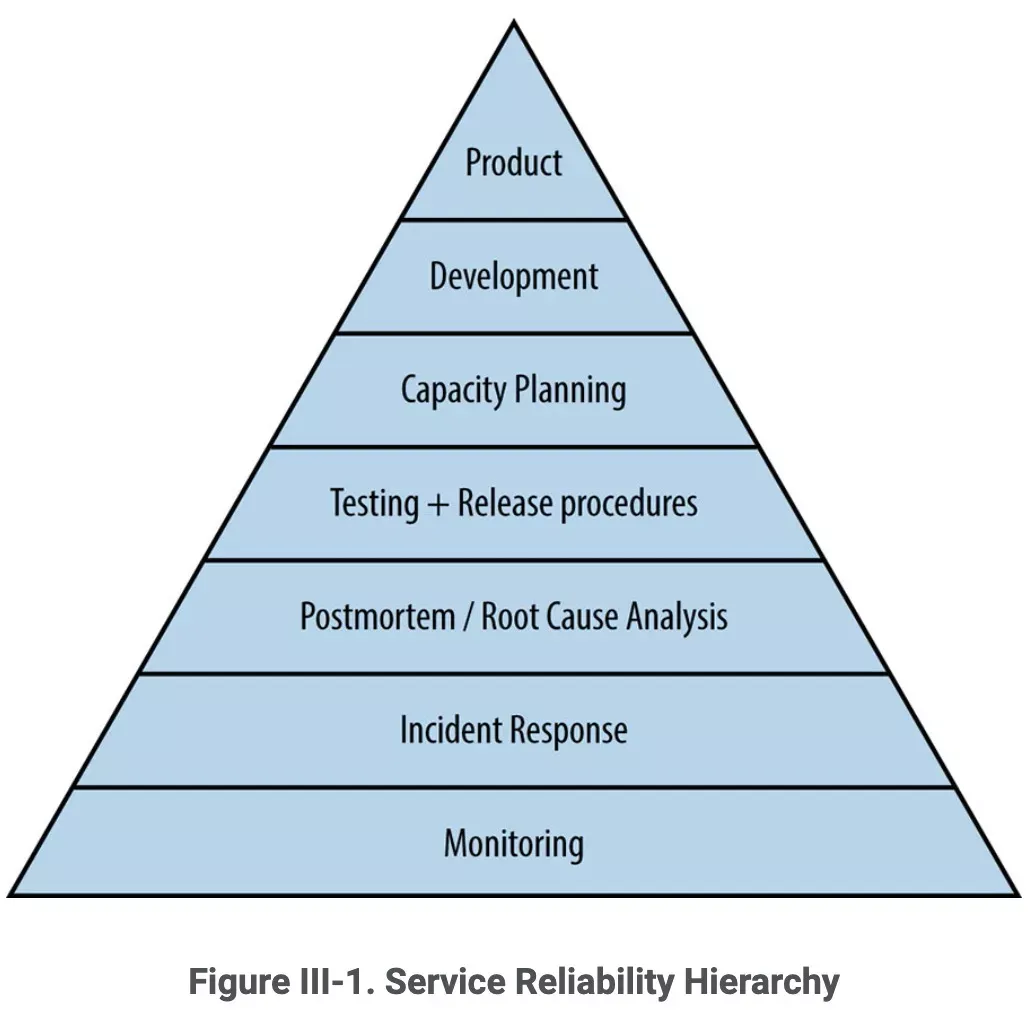 Product
Development
Capacity Planning
Testing + Release procedures
Postmortem / Root Cause Analysis
Incident Response
Monitoring
Figure III-1. Service Reliability Hierarchy